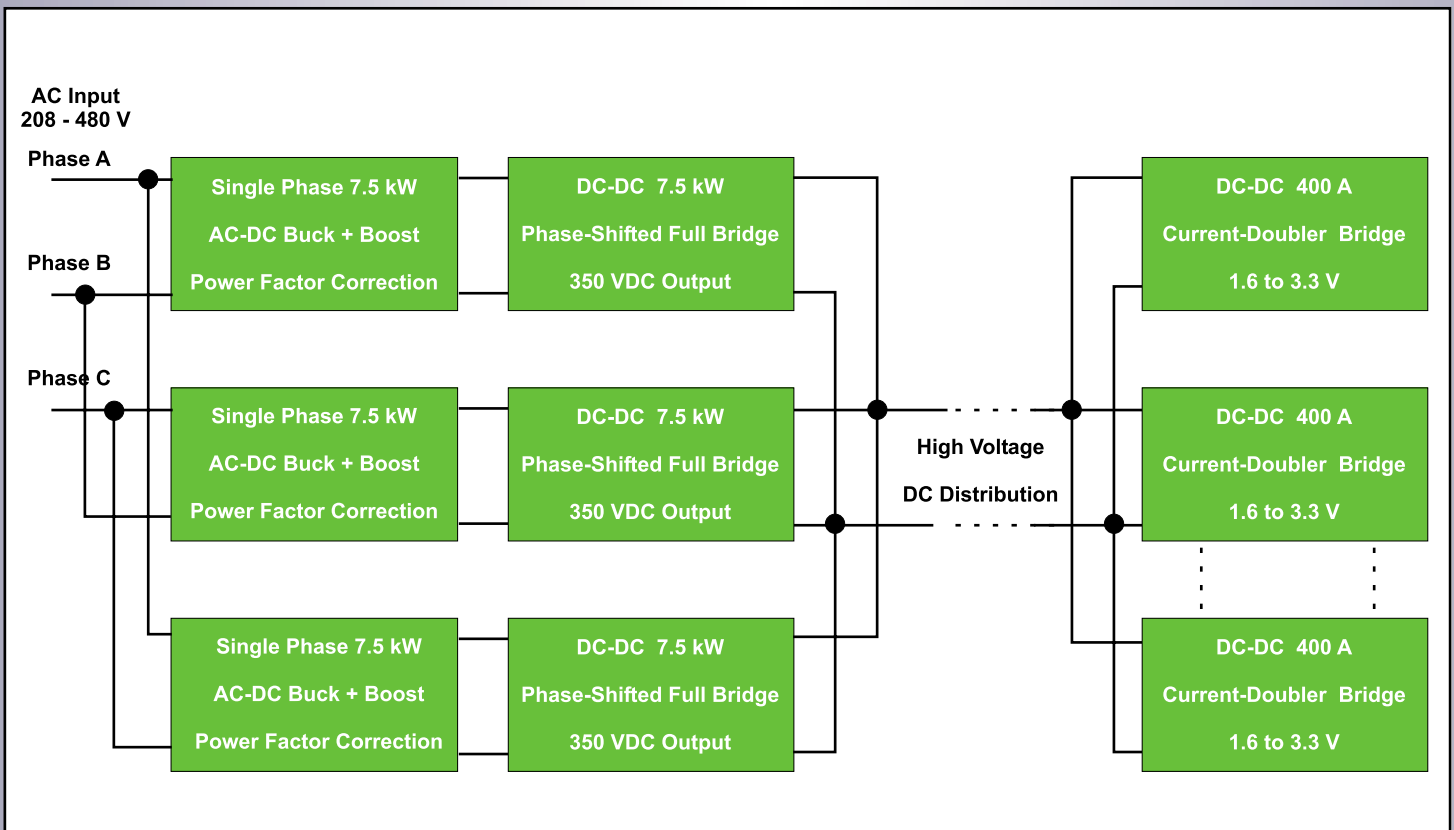 AC Input
208 - 480 V
Phase A
Phase B
Phase C
Single Phase 7.5 kW
AC-DC Buck + Boost
Power Factor Correction
DC-DC 7.5 kW
Phase-Shifted Full Bridge
350 VDC Output
DC-DC 400 A
Current-Doubler Bridge
1.6 to 3.3 V
Single Phase 7.5 kW
AC-DC Buck + Boost
Power Factor Correction
DC-DC 7.5 kW
Phase-Shifted Full Bridge
350 VDC Output
High Voltage
DC Distribution
DC-DC 400 A
Current-Doubler Bridge
1.6 to 3.3 V
Single Phase 7.5 kW
AC-DC Buck + Boost
Power Factor Correction
DC-DC 7.5 kW
Phase-Shifted Full Bridge
350 VDC Output
DC-DC 400 A
Current-Doubler Bridge
1.6 to 3.3 V